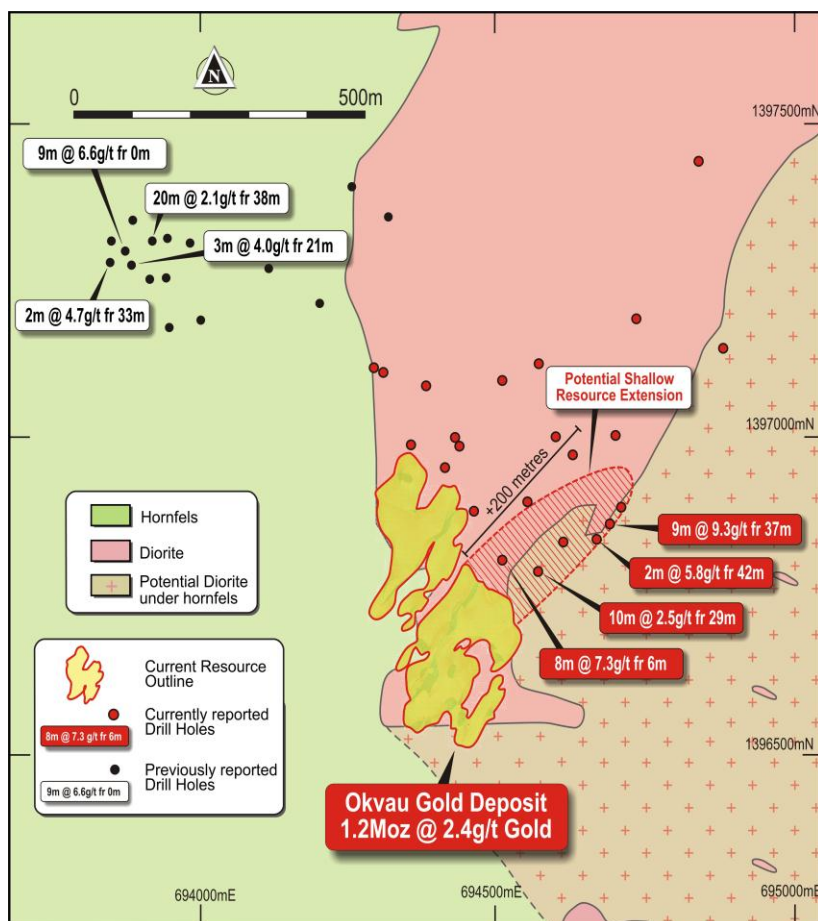 N
0
500m
1397500mN
9m @ 6.6g/t fr 0m
20m @ 2.1g/t fr 38m
3m @ 4.0g/t fr 21m
2m @ 4.7g/t fr 33m
Potential Shallow
Resource Extension
1397000mN
+200 metres
Hornfels
Diorite
Potential Diorite
under hornfels
9m @ 9.3g/t fr 37m
2m @ 5.8g/t fr 42m
10m @ 2.5g/t fr 29m
8m @ 7.3g/t fr 6m
Current Resource
Outline
Currently reported
Drill Holes
8m @ 7.3 g/t fr 6m
Previously reported
Drill Holes
9m @ 6.6g/t fr 0m
1396500mN
Okvau Gold Deposit
1.2Moz @ 2.4g/t Gold
694000mE
694500mE
695000mE